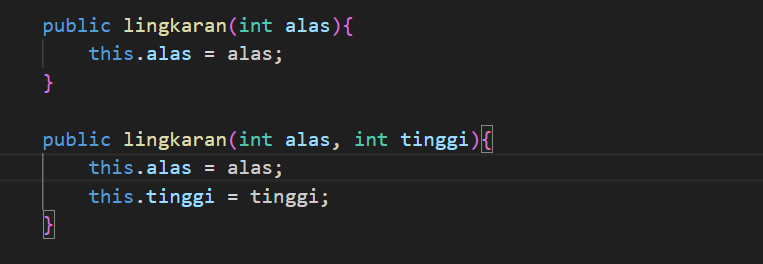 public lingkaran(int alas){
this.alas = alas;
}
public lingkaran(int alas, int tinggi){
this.alas = alas;
this.tinggi = tinggi;
}